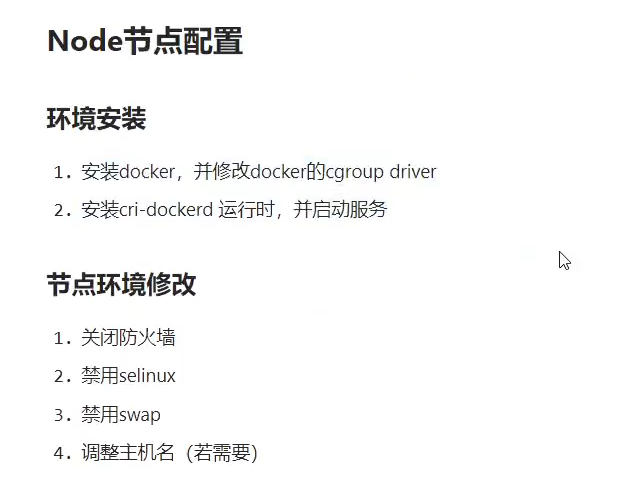 Node节点配置
环境安装
1. 安装docker，并修改docker的cgroup driver
2. 安装cri-dockerd 运行时，并启动服务
节点环境修改
1. 关闭防火墙
2. 禁用selinux
3. 禁用swap
4. 调整主机名（若需要）